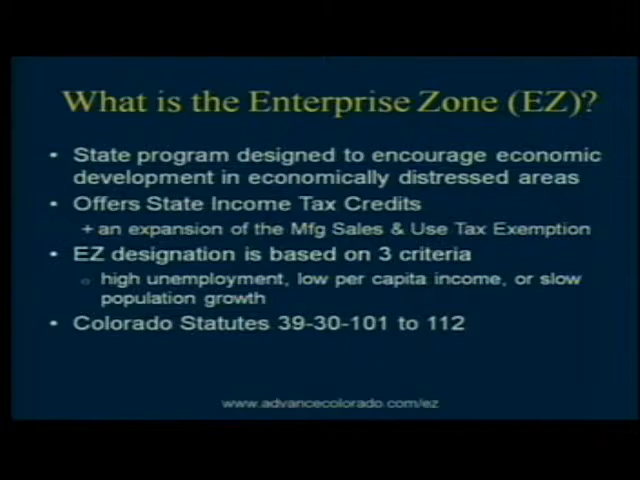 What is the Enterprise Zone (EZ)?
• State program designed to encourage economic
development in economically distressed areas
• Offers State Income Tax Credits
+ an expansion of the Mfg Sales & Use Tax Exemption
• EZ designation is based on 3 criteria
○ high unemployment, low per capita income, or slow
population growth
• Colorado Statutes 39-30-101 to 112
www.advancecolorado.com/ez